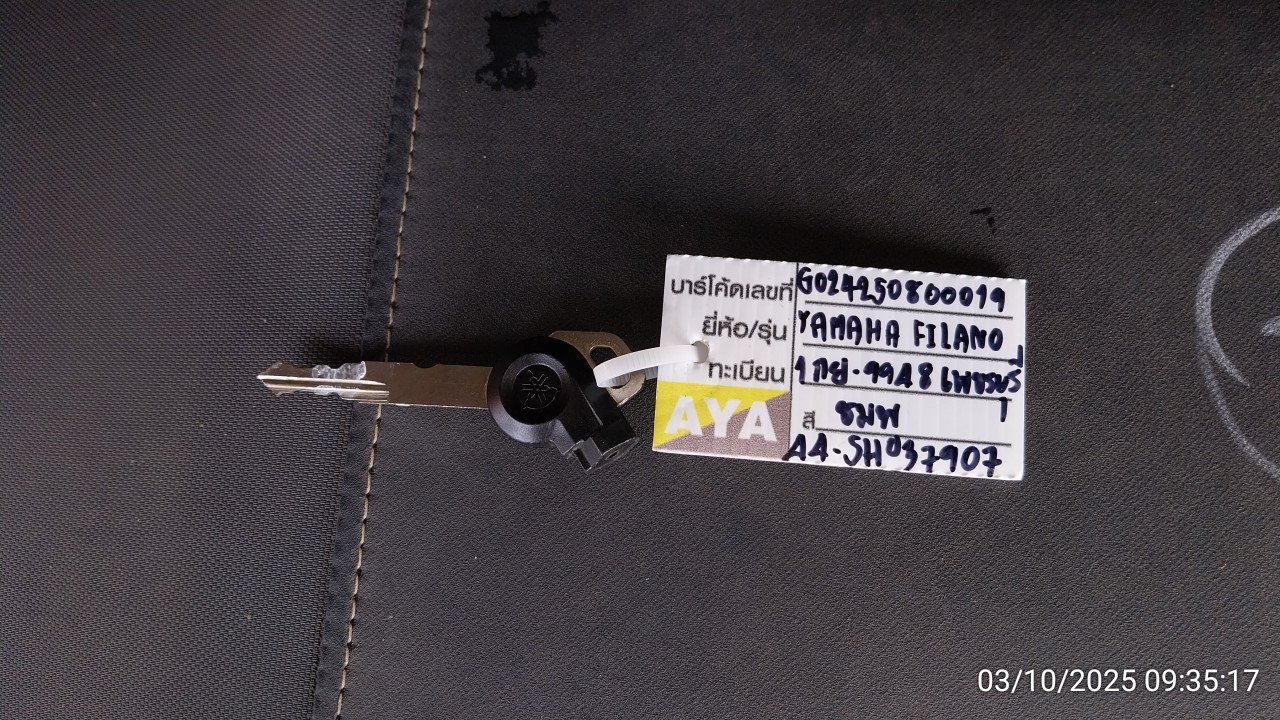 บาร์โค้ดเลขที่ G024250800019
ยี่ห้อ/รุ่น YAMAHA FILANO
ทะเบียน 1กฆ-9948 เพชรบุรี
AYA สี ชมพู
A4-SH037907
03/10/2025 09:35:17